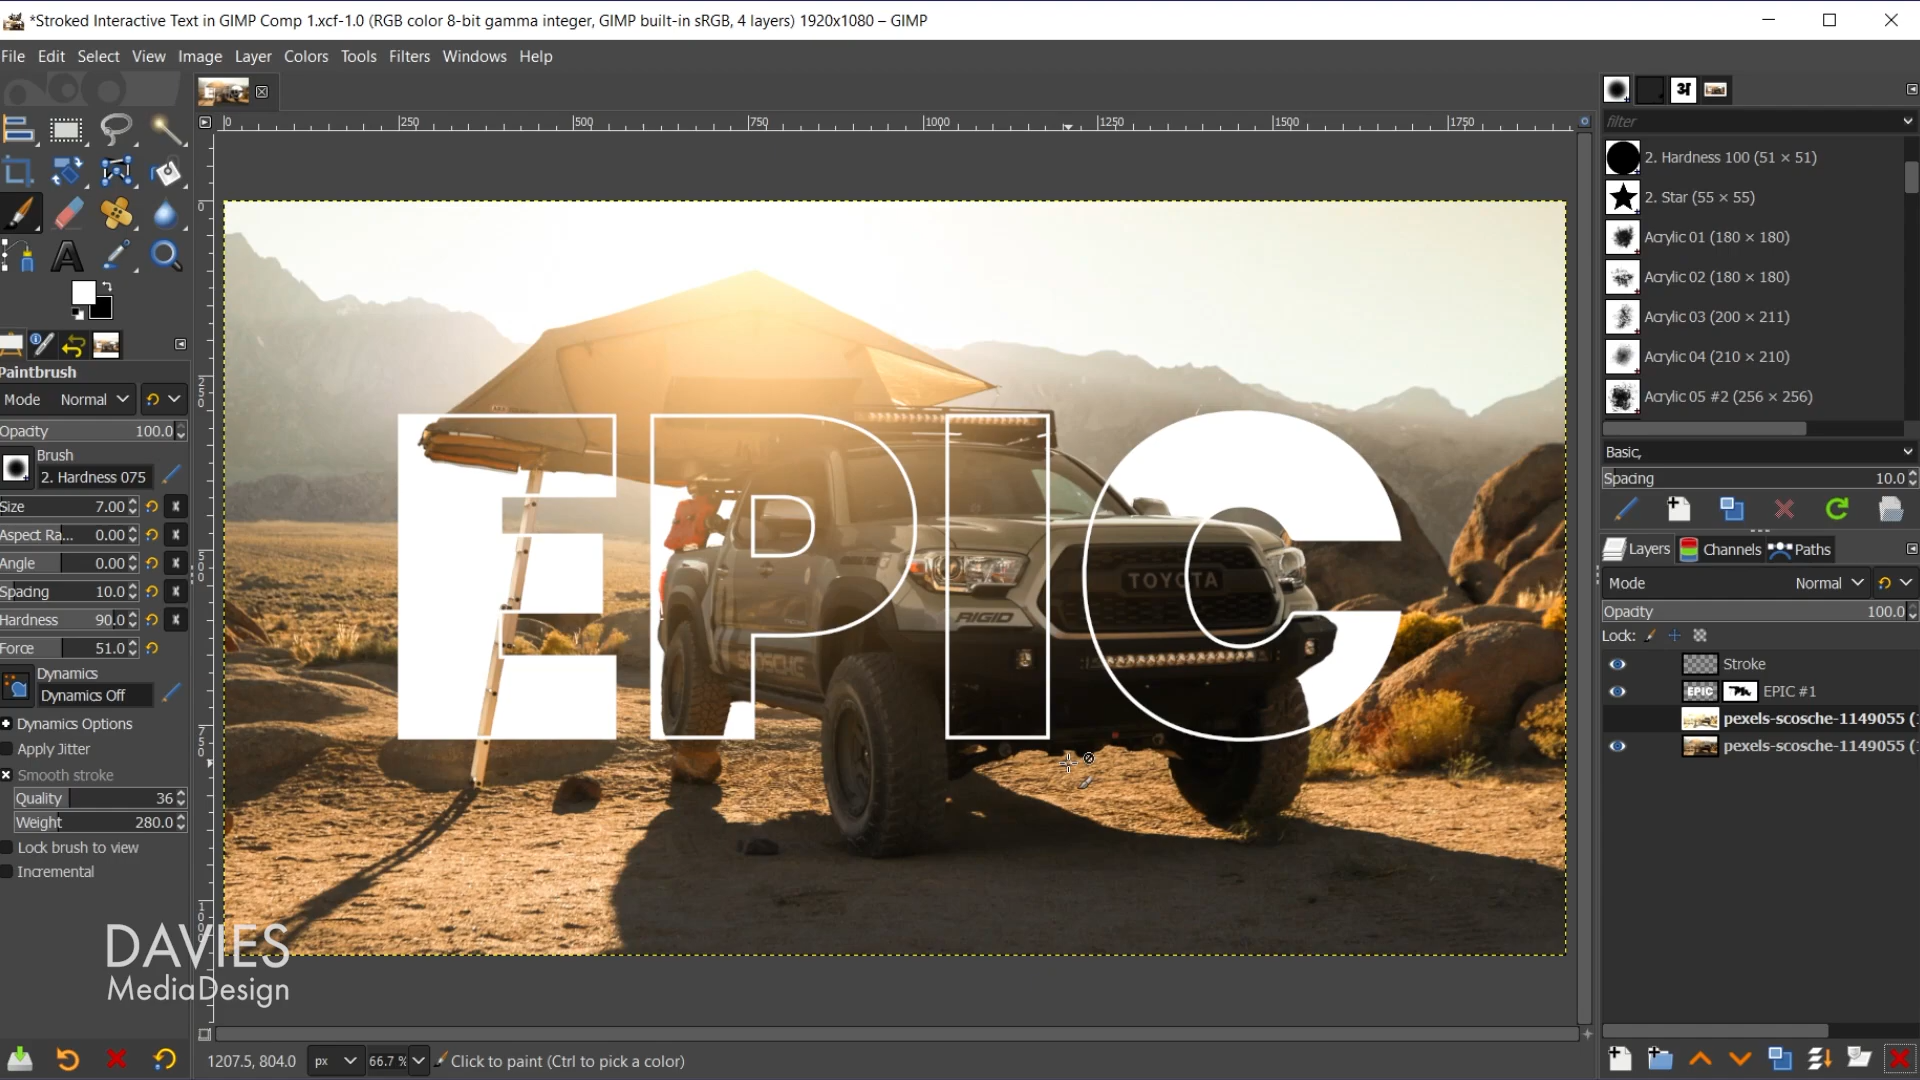 *Stroked Interactive Text in GIMP Comp 1.xcf-1.0 (RGB color 8-bit gamma integer, GIMP built-in sRGB, 4 layers) 1920x1080 – GIMP
File Edit Select View Image Layer Colors Tools Filters Windows Help
0 250 500 750 1000 1250 1500 1750
0
250
500
750
1000
Paintbrush
Mode Normal
Opacity 100.0
Brush
2. Hardness 075
Size 7.00
Aspect Ra... 0.00
Angle 0.00
Spacing 10.0
Hardness 90.0
Force 51.0
Dynamics
Dynamics Off
Dynamics Options
Apply Jitter
Smooth stroke
Quality 36
Weight 280.0
Lock brush to view
Incremental
EPIC
TOYOTA
RIGID
SCOSCHE
DAVIES
MediaDesign
1207.5, 804.0 px 66.7 % Click to paint (Ctrl to pick a color)
अ
filter
2. Hardness 100 (51 × 51)
2. Star (55 × 55)
Acrylic 01 (180 × 180)
Acrylic 02 (180 × 180)
Acrylic 03 (200 × 211)
Acrylic 04 (210 × 210)
Acrylic 05 #2 (256 × 256)
Basic,
Spacing 10.0
Layers Channels Paths
Mode Normal
Opacity 100.0
Lock:
Stroke
EPIC EPIC #1
pexels-scosche-1149055 (
pexels-scosche-1149055 (